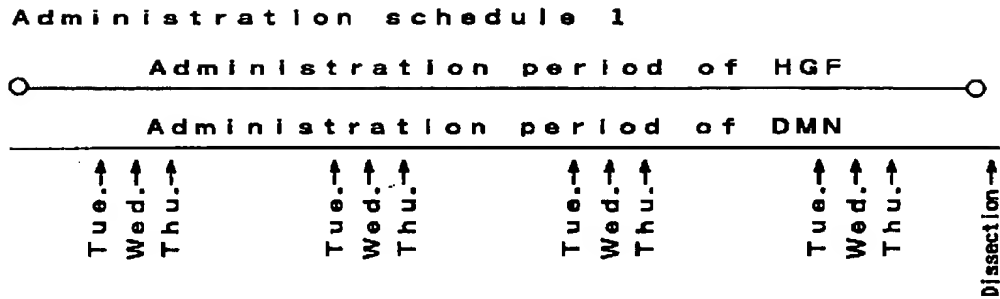 Administration schedule 1
Administration period of HGF
Administration period of DMN
Tue. Wed. Thu. Tue. Wed. Thu. Tue. Wed. Thu. Tue. Wed. Thu. Dissection